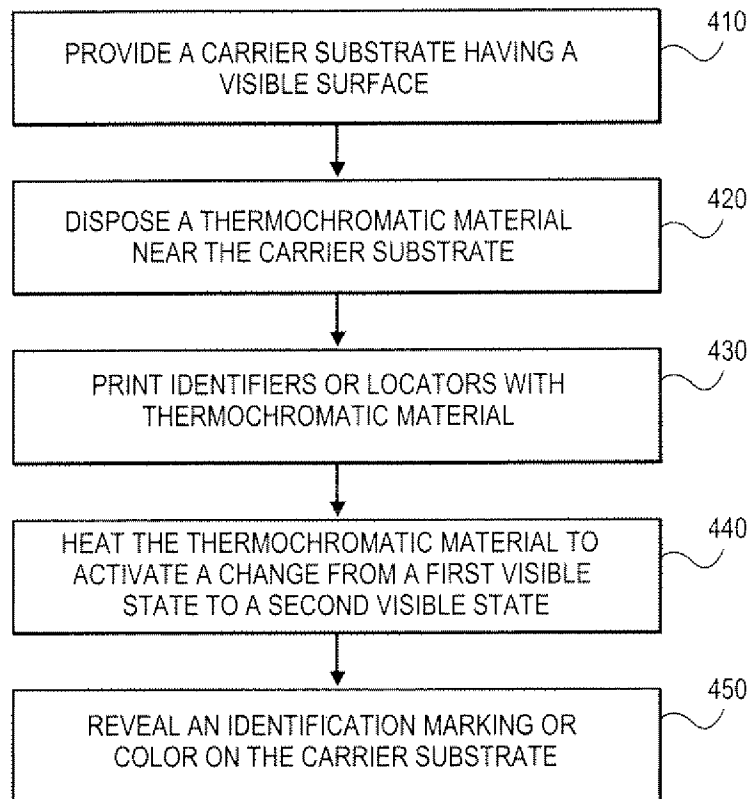 PROVIDE A CARRIER SUBSTRATE HAVING A
VISIBLE SURFACE
410
DISPOSE A THERMOCHROMATIC MATERIAL
NEAR THE CARRIER SUBSTRATE
420
PRINT IDENTIFIERS OR LOCATORS WITH
THERMOCHROMATIC MATERIAL
430
HEAT THE THERMOCHROMATIC MATERIAL TO
ACTIVATE A CHANGE FROM A FIRST VISIBLE
STATE TO A SECOND VISIBLE STATE
440
REVEAL AN IDENTIFICATION MARKING OR
COLOR ON THE CARRIER SUBSTRATE
450